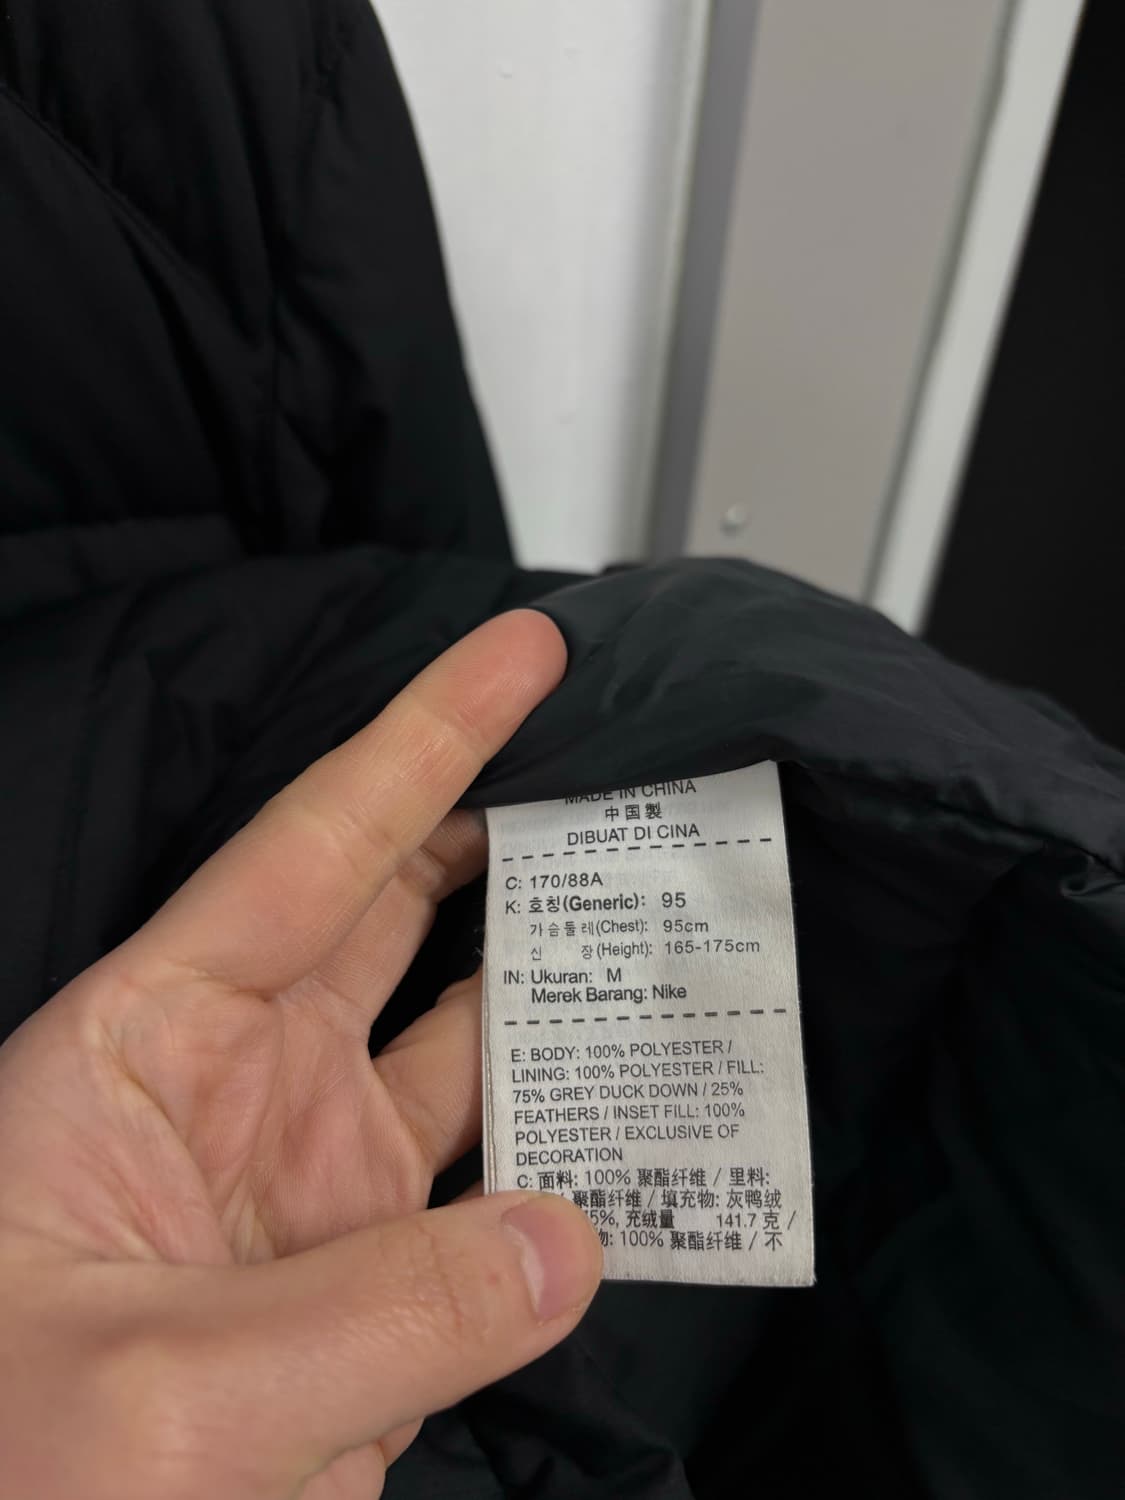 MADE IN CHINA
中国製
DIBUAT DI CINA
C: 170/88A
K: 호칭(Generic): 95
가슴둘레(Chest): 95cm
신 장(Height): 165-175cm
IN: Ukuran: M
Merek Barang: Nike
E: BODY: 100% POLYESTER /
LINING: 100% POLYESTER / FILL:
75% GREY DUCK DOWN / 25%
FEATHERS / INSET FILL: 100%
POLYESTER / EXCLUSIVE OF
DECORATION
C: 面料: 100% 聚酯纤维 / 里料:
聚酯纤维 / 填充物: 灰鸭绒
5%, 充绒量 141.7 克 /
物: 100% 聚酯纤维 / 不